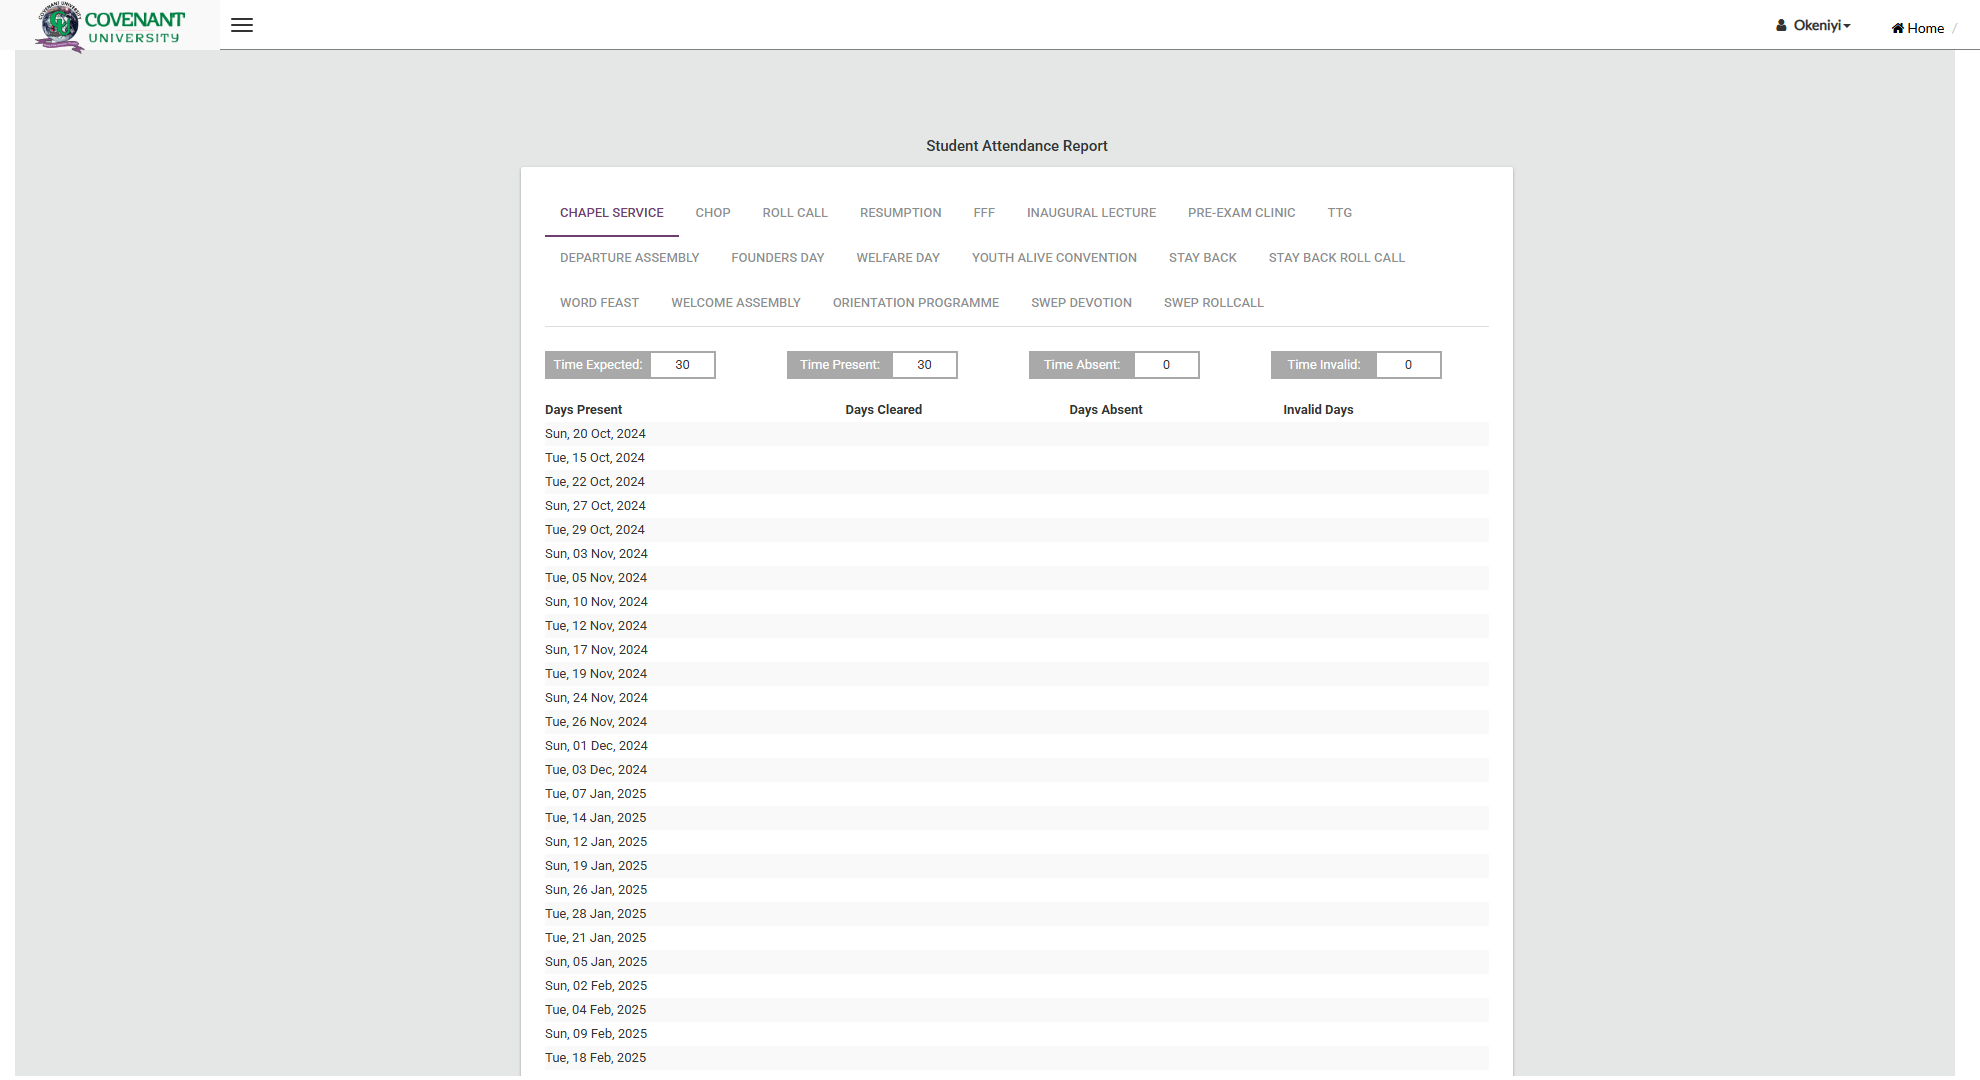 COVENANT
UNIVERSITY
Okeniyi
Home /
Student Attendance Report
CHAPEL SERVICE CHOP ROLL CALL RESUMPTION FFF INAUGURAL LECTURE PRE-EXAM CLINIC TTG
DEPARTURE ASSEMBLY FOUNDERS DAY WELFARE DAY YOUTH ALIVE CONVENTION STAY BACK STAY BACK ROLL CALL
WORD FEAST WELCOME ASSEMBLY ORIENTATION PROGRAMME SWEP DEVOTION SWEP ROLLCALL
Time Expected: 30 Time Present: 30 Time Absent: 0 Time Invalid: 0
Days Present Days Cleared Days Absent Invalid Days
Sun, 20 Oct, 2024
Tue, 15 Oct, 2024
Tue, 22 Oct, 2024
Sun, 27 Oct, 2024
Tue, 29 Oct, 2024
Sun, 03 Nov, 2024
Tue, 05 Nov, 2024
Sun, 10 Nov, 2024
Tue, 12 Nov, 2024
Sun, 17 Nov, 2024
Tue, 19 Nov, 2024
Sun, 24 Nov, 2024
Tue, 26 Nov, 2024
Sun, 01 Dec, 2024
Tue, 03 Dec, 2024
Tue, 07 Jan, 2025
Tue, 14 Jan, 2025
Sun, 12 Jan, 2025
Sun, 19 Jan, 2025
Sun, 26 Jan, 2025
Tue, 28 Jan, 2025
Tue, 21 Jan, 2025
Sun, 05 Jan, 2025
Sun, 02 Feb, 2025
Tue, 04 Feb, 2025
Sun, 09 Feb, 2025
Tue, 18 Feb, 2025